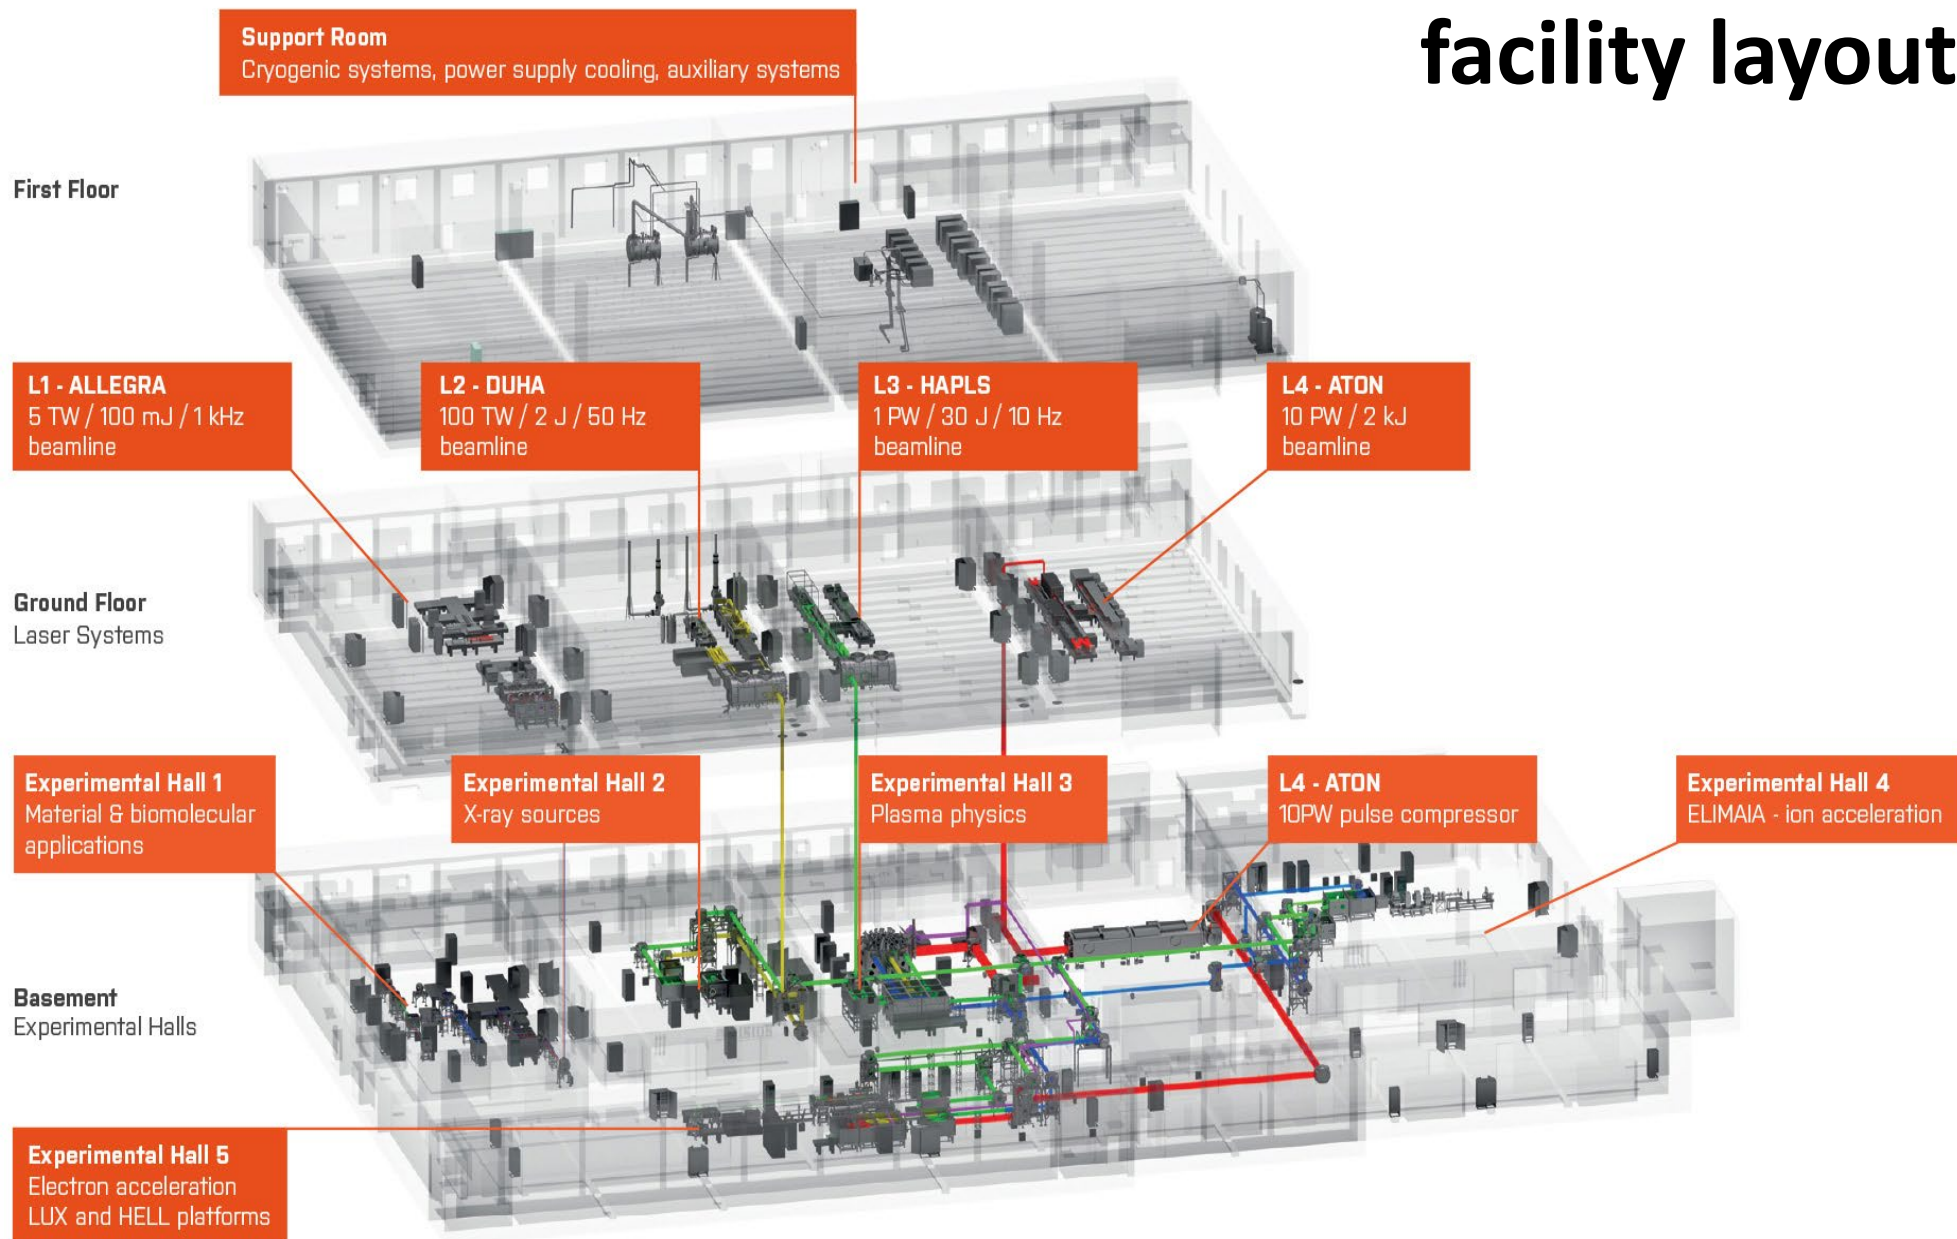 facility layout
Support Room
Cryogenic systems, power supply cooling, auxiliary systems
First Floor
L1 - ALLEGRA
5 TW / 100 mJ / 1 kHz
beamline
L2 - DUHA
100 TW / 2 J / 50 Hz
beamline
L3 - HAPLS
1 PW / 30 J / 10 Hz
beamline
L4 - ATON
10 PW / 2 kJ
beamline
Ground Floor
Laser Systems
Experimental Hall 1
Material & biomolecular
applications
Experimental Hall 2
X-ray sources
Experimental Hall 3
Plasma physics
L4 - ATON
10PW pulse compressor
Experimental Hall 4
ELIMAIA - ion acceleration
Basement
Experimental Halls
Experimental Hall 5
Electron acceleration
LUX and HELL platforms